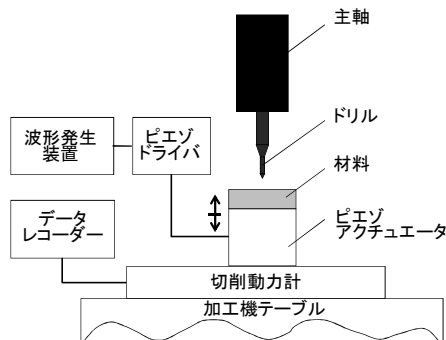 主軸
ドリル
波形発生
装置
ピエゾ
ドライバ
材料
データ
レコーダー
ピエゾ
アクチュエータ
切削動力計
加工機テーブル